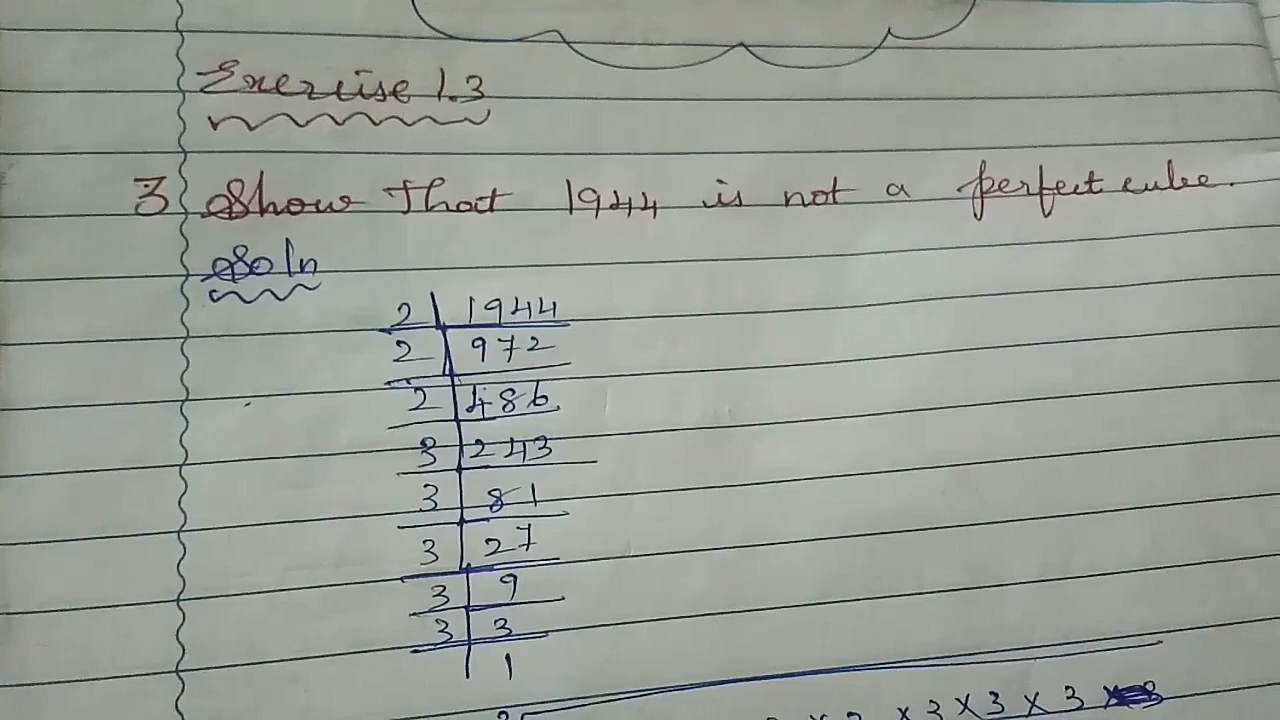 Exercise 1.3
3 Show that 1944 is not a perfect cube.
Soln
2 | 1944
2 | 972
2 | 486
3 | 243
3 | 81
3 | 27
3 | 9
3 | 3
| 1
× 3 × 3 × 3